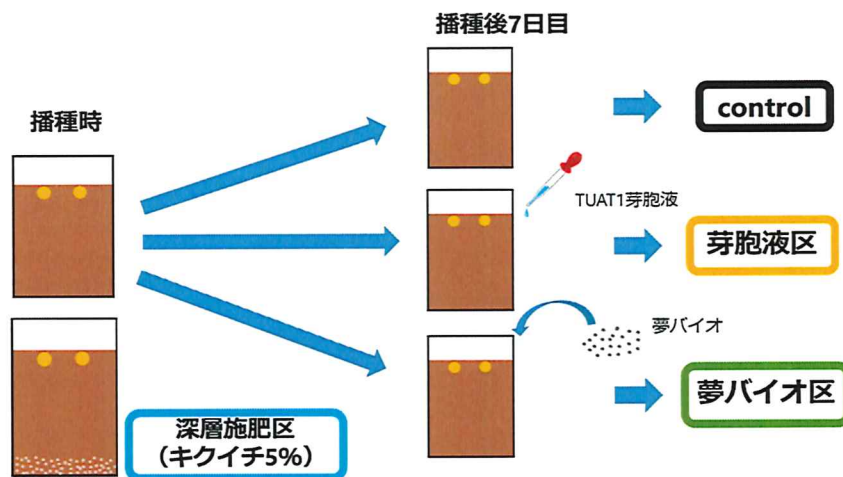 播種後7日目
播種時
control
TUAT1芽胞液
芽胞液区
夢バイオ
夢バイオ区
深層施肥区
（キクイチ5%）